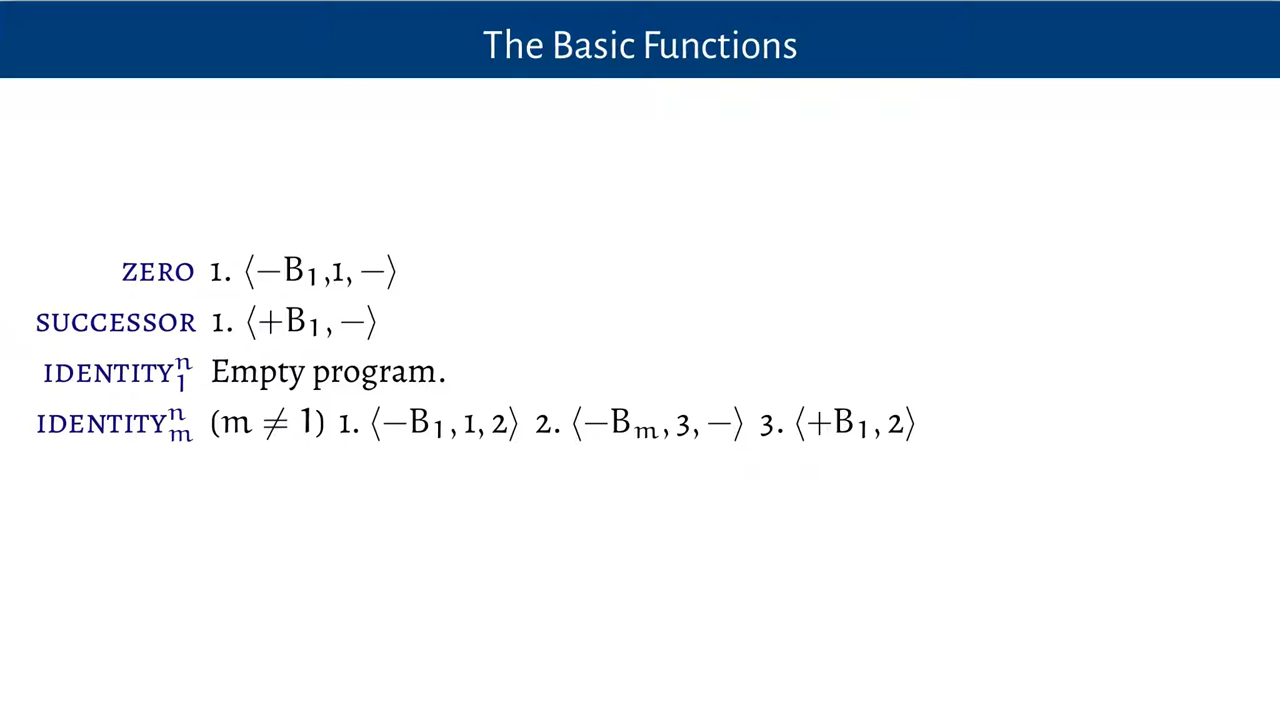 The Basic Functions
ZERO 1. ⟨−B₁,1, −⟩
SUCCESSOR 1. ⟨+B₁, −⟩
IDENTITYⁿ₁ Empty program.
IDENTITYⁿₘ (m ≠ 1) 1. ⟨−B₁, 1, 2⟩ 2. ⟨−Bₘ, 3, −⟩ 3. ⟨+B₁, 2⟩